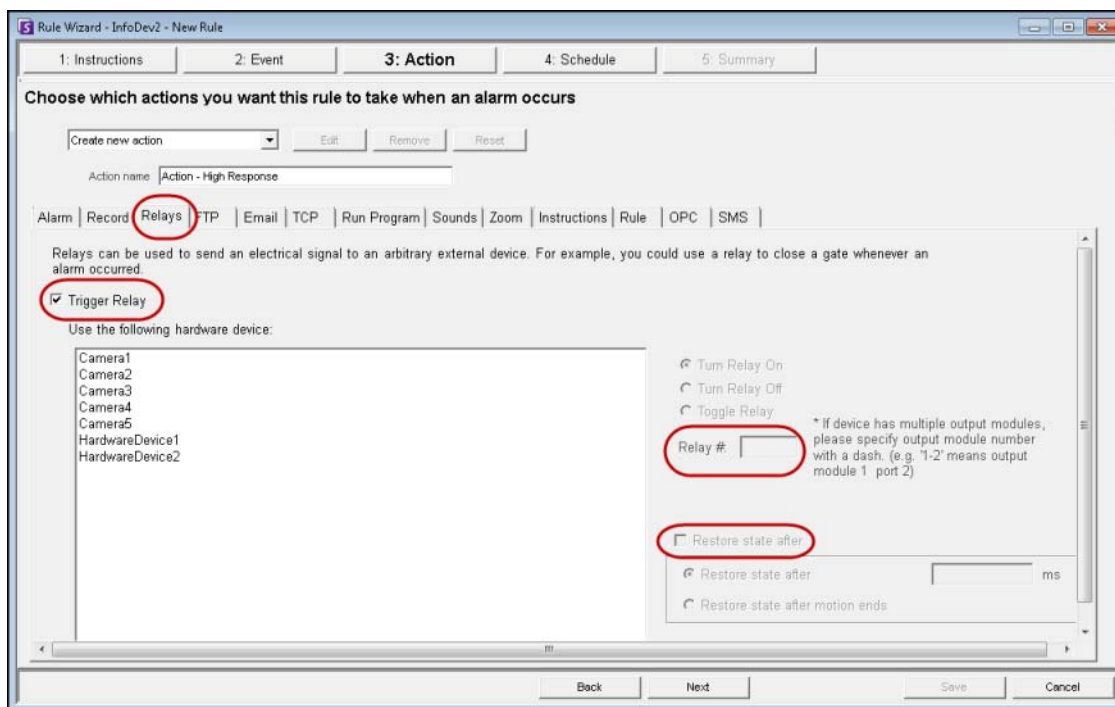 Rule Wizard - InfoDev2 - New Rule
1: Instructions
2: Event
3: Action
4: Schedule
5: Summary
Choose which actions you want this rule to take when an alarm occurs
Create new action
Edit
Remove
Reset
Action name
Action - High Response
Alarm
Record
Relays
FTP
Email
TCP
Run Program
Sounds
Zoom
Instructions
Rule
OPC
SMS
Relays can be used to send an electrical signal to an arbitrary external device. For example, you could use a relay to close a gate whenever an
alarm occurred.
Trigger Relay
Use the following hardware device:
Camera1
Camera2
Camera3
Camera4
Camera5
HardwareDevice1
HardwareDevice2
Turn Relay On
Turn Relay Off
Toggle Relay
Relay #:
* If device has multiple output modules,
please specify output module number
with a dash. (e.g. '1-2' means output
module 1 port 2)
Restore state after
Restore state after
ms
Restore state after motion ends
Back
Next
Save
Cancel